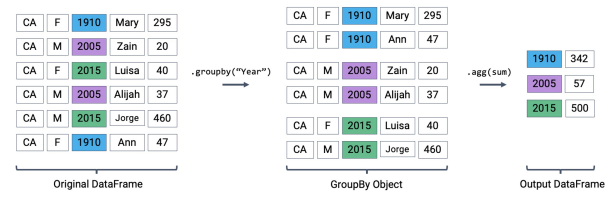 CA F 1910 Mary 295
CA M 2005 Zain 20
CA F 2015 Luisa 40
CA M 2005 Alijah 37
CA M 2015 Jorge 460
CA F 1910 Ann 47
Original DataFrame
.groupby(“Year”)
CA F 1910 Mary 295
CA F 1910 Ann 47
CA M 2005 Zain 20
CA M 2005 Alijah 37
CA F 2015 Luisa 40
CA M 2015 Jorge 460
GroupBy Object
.agg(sum)
1910 342
2005 57
2015 500
Output DataFrame